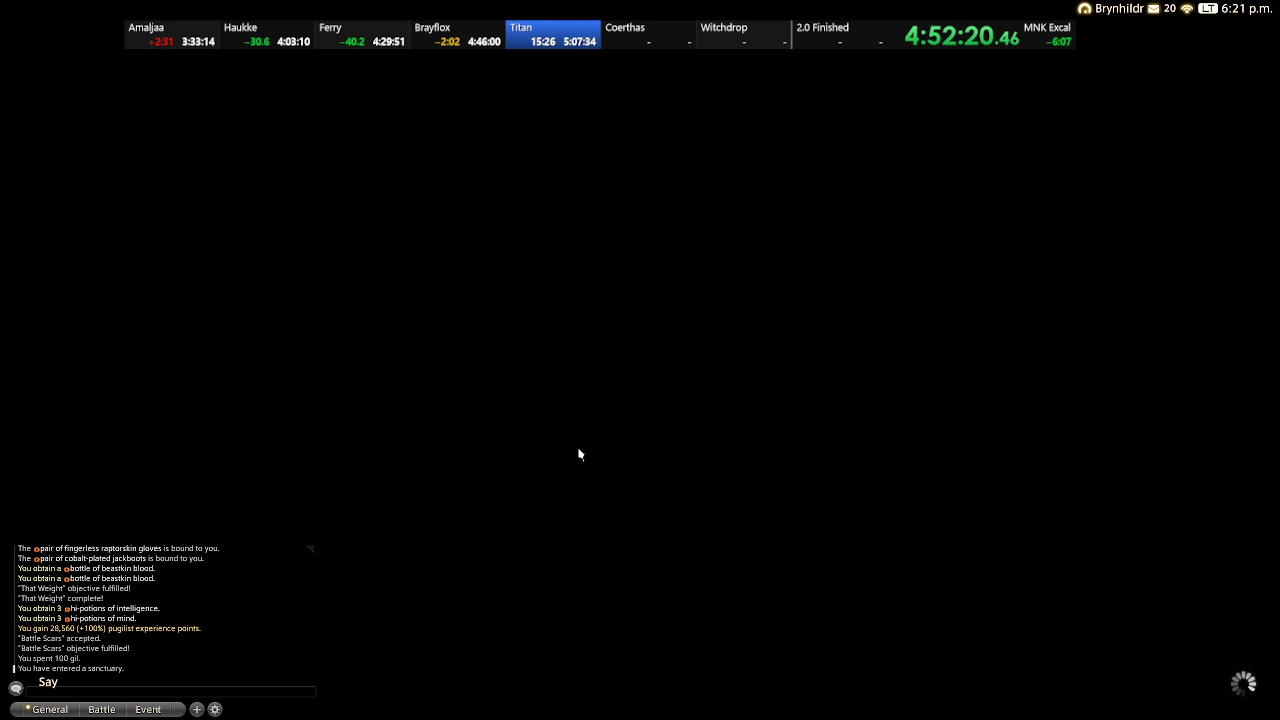 Brynhildr 20 LT 6:21 p.m.
Amaljaa Haukke Ferry Brayflox Titan Coerthas Witchdrop 2.0 Finished 4:52:20.46 MNK Excal
+2:31 3:33:14 −30.6 4:03:10 −40.2 4:29:51 −2:02 4:46:00 15:26 5:07:34 - - - - - - −6:07
The pair of fingerless raptorskin gloves is bound to you.
The pair of cobalt-plated jackboots is bound to you.
You obtain a bottle of beastkin blood.
You obtain a bottle of beastkin blood.
"That Weight" objective fulfilled!
"That Weight" complete!
You obtain 3 hi-potions of intelligence.
You obtain 3 hi-potions of mind.
You gain 28,560 (+100%) pugilist experience points.
"Battle Scars" accepted.
"Battle Scars" objective fulfilled!
You spent 100 gil.
You have entered a sanctuary.
Say
General Battle Event